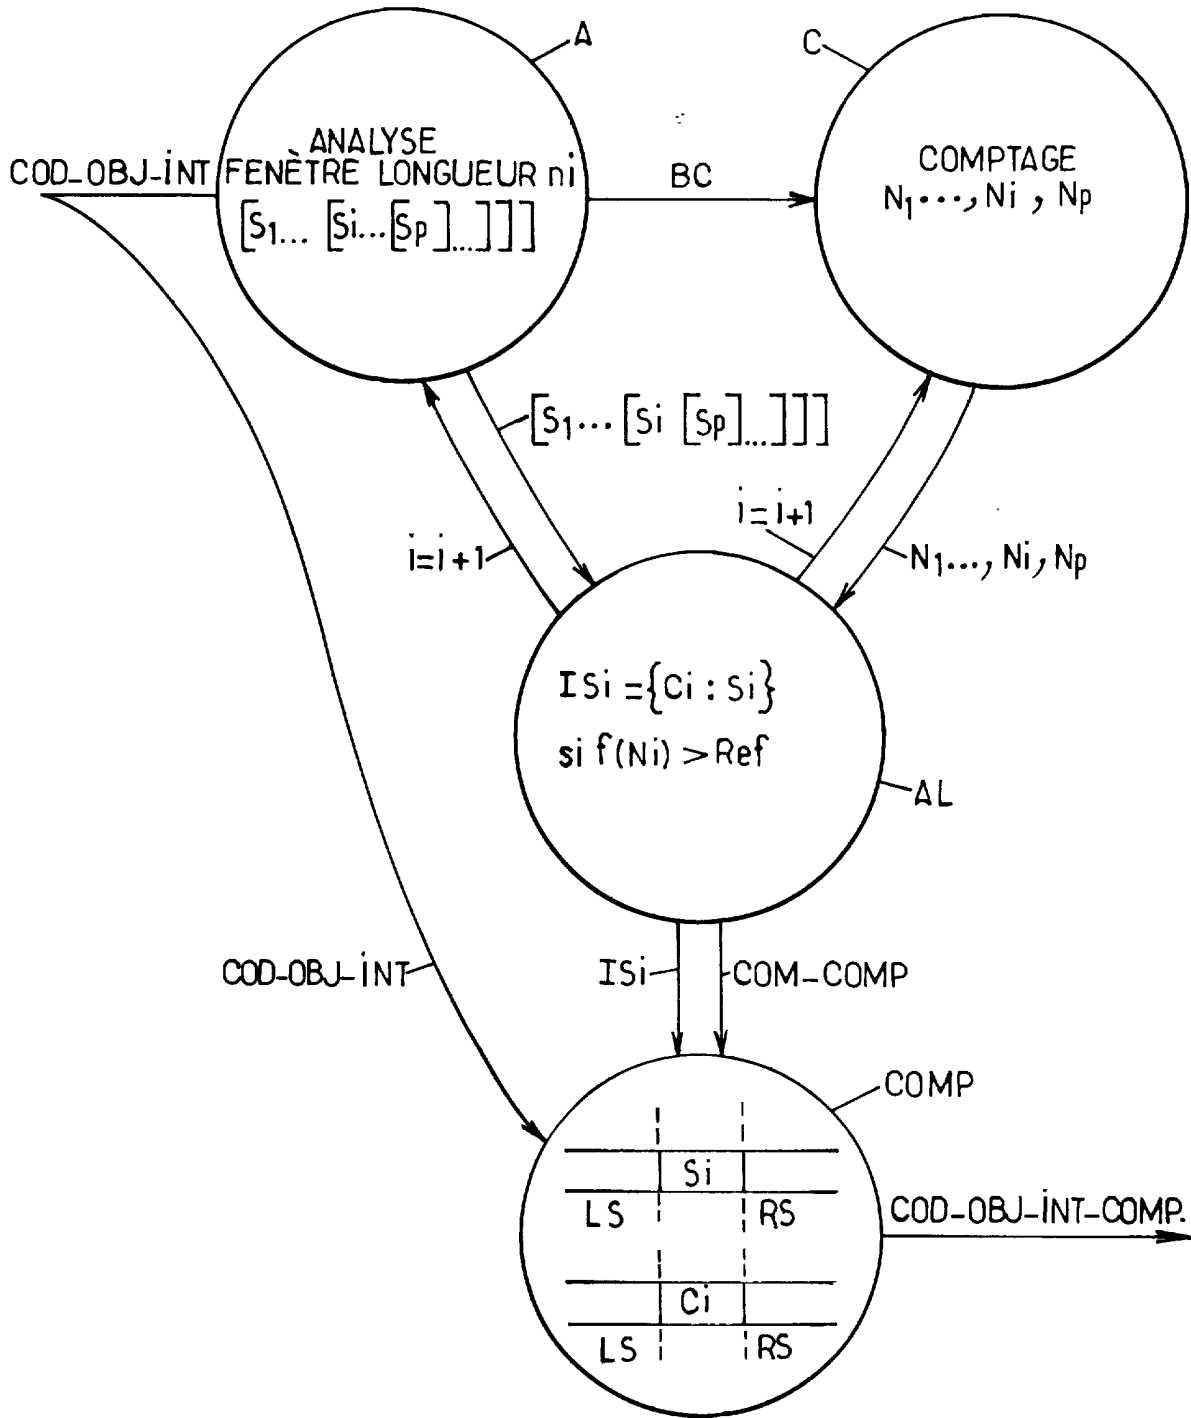 A
C
ANALYSE
COD-OBJ-INT FENÈTRE LONGUEUR ni
[S1... [Si...[Sp]...]]]
BC
COMPTAGE
N1..., Ni, Np
[S1... [Si [Sp]...]]]
i=i+1
i=i+1
N1..., Ni, Np
ISi={Ci : Si}
si f(Ni) > Ref
AL
COD-OBJ-INT
ISi
COM-COMP
COMP
Si
LS RS
COD-OBJ-INT-COMP.
Ci
LS RS